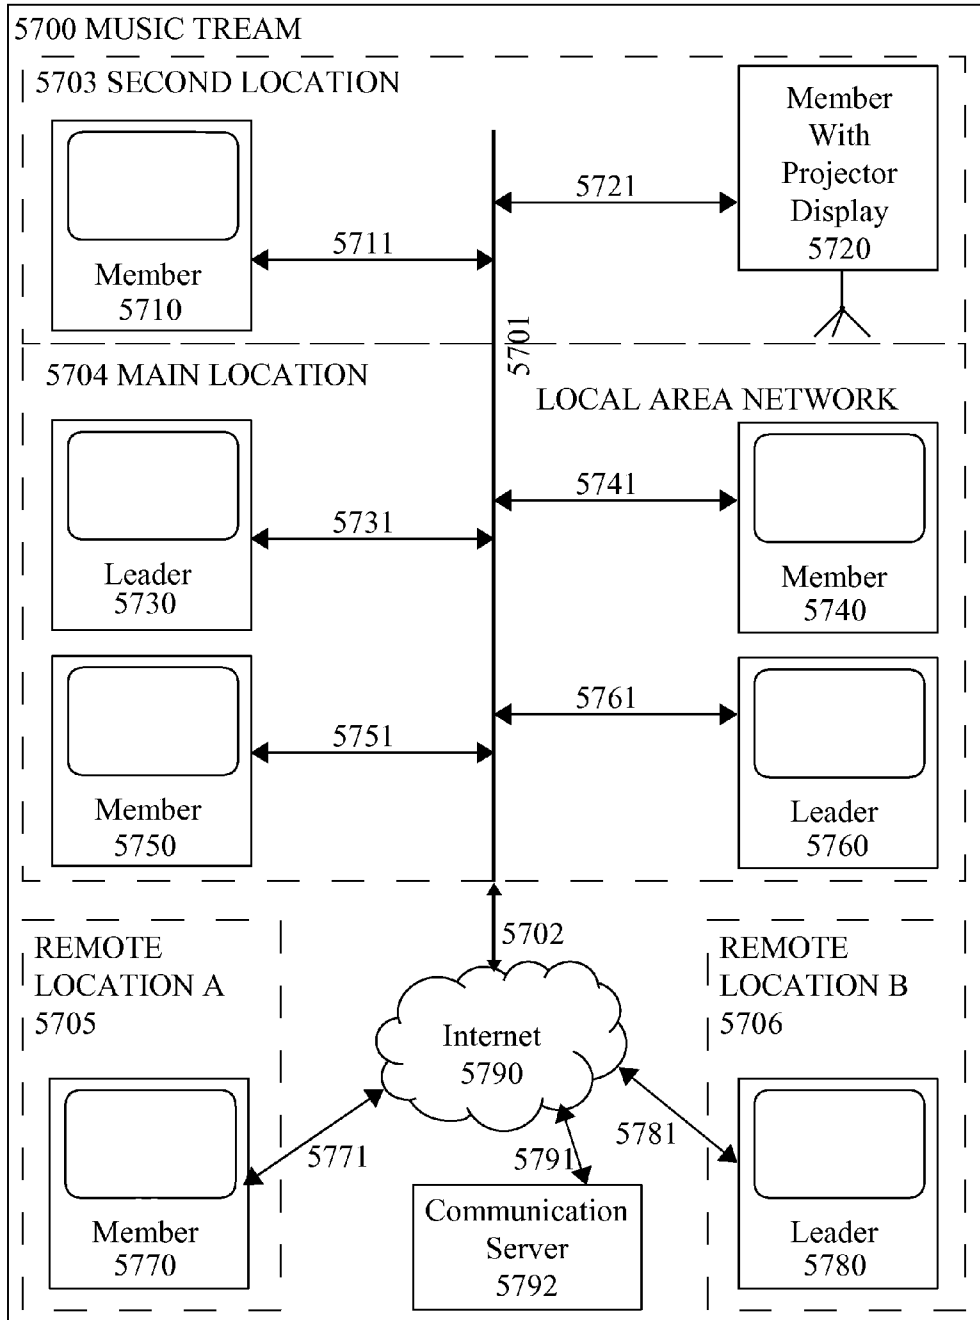 5700 MUSIC TREAM
5703 SECOND LOCATION
Member
With
Projector
Display
5720
5721
5711
Member
5710
5701
5704 MAIN LOCATION
LOCAL AREA NETWORK
5741
5731
Leader
5730
Member
5740
5761
5751
Member
5750
Leader
5760
5702
REMOTE
LOCATION A
5705
REMOTE
LOCATION B
5706
Internet
5790
5771
5791
5781
Member
5770
Communication
Server
5792
Leader
5780